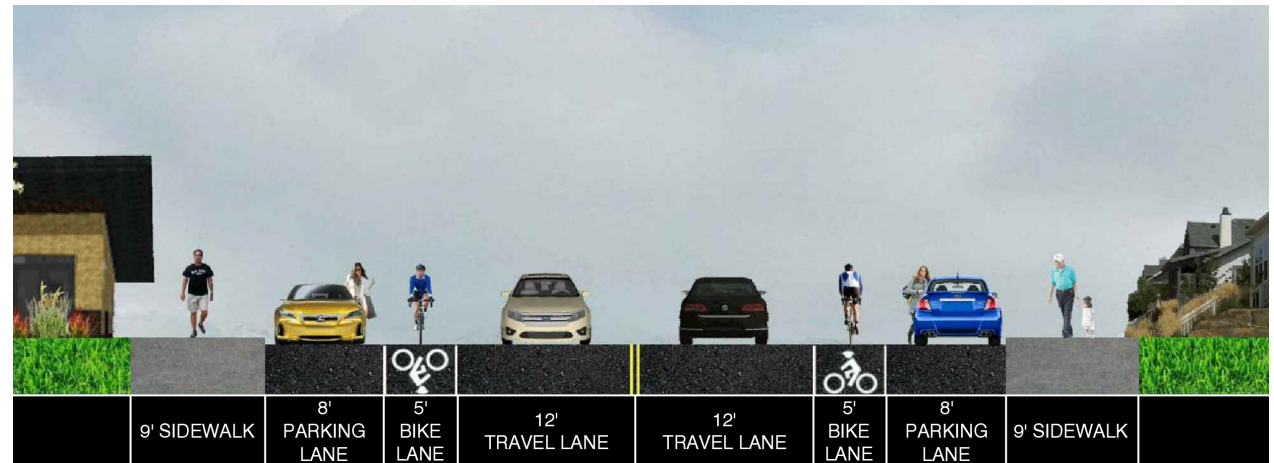 9' SIDEWALK
8'
PARKING
LANE
5'
BIKE
LANE
12'
TRAVEL LANE
12'
TRAVEL LANE
5'
BIKE
LANE
8'
PARKING
LANE
9' SIDEWALK